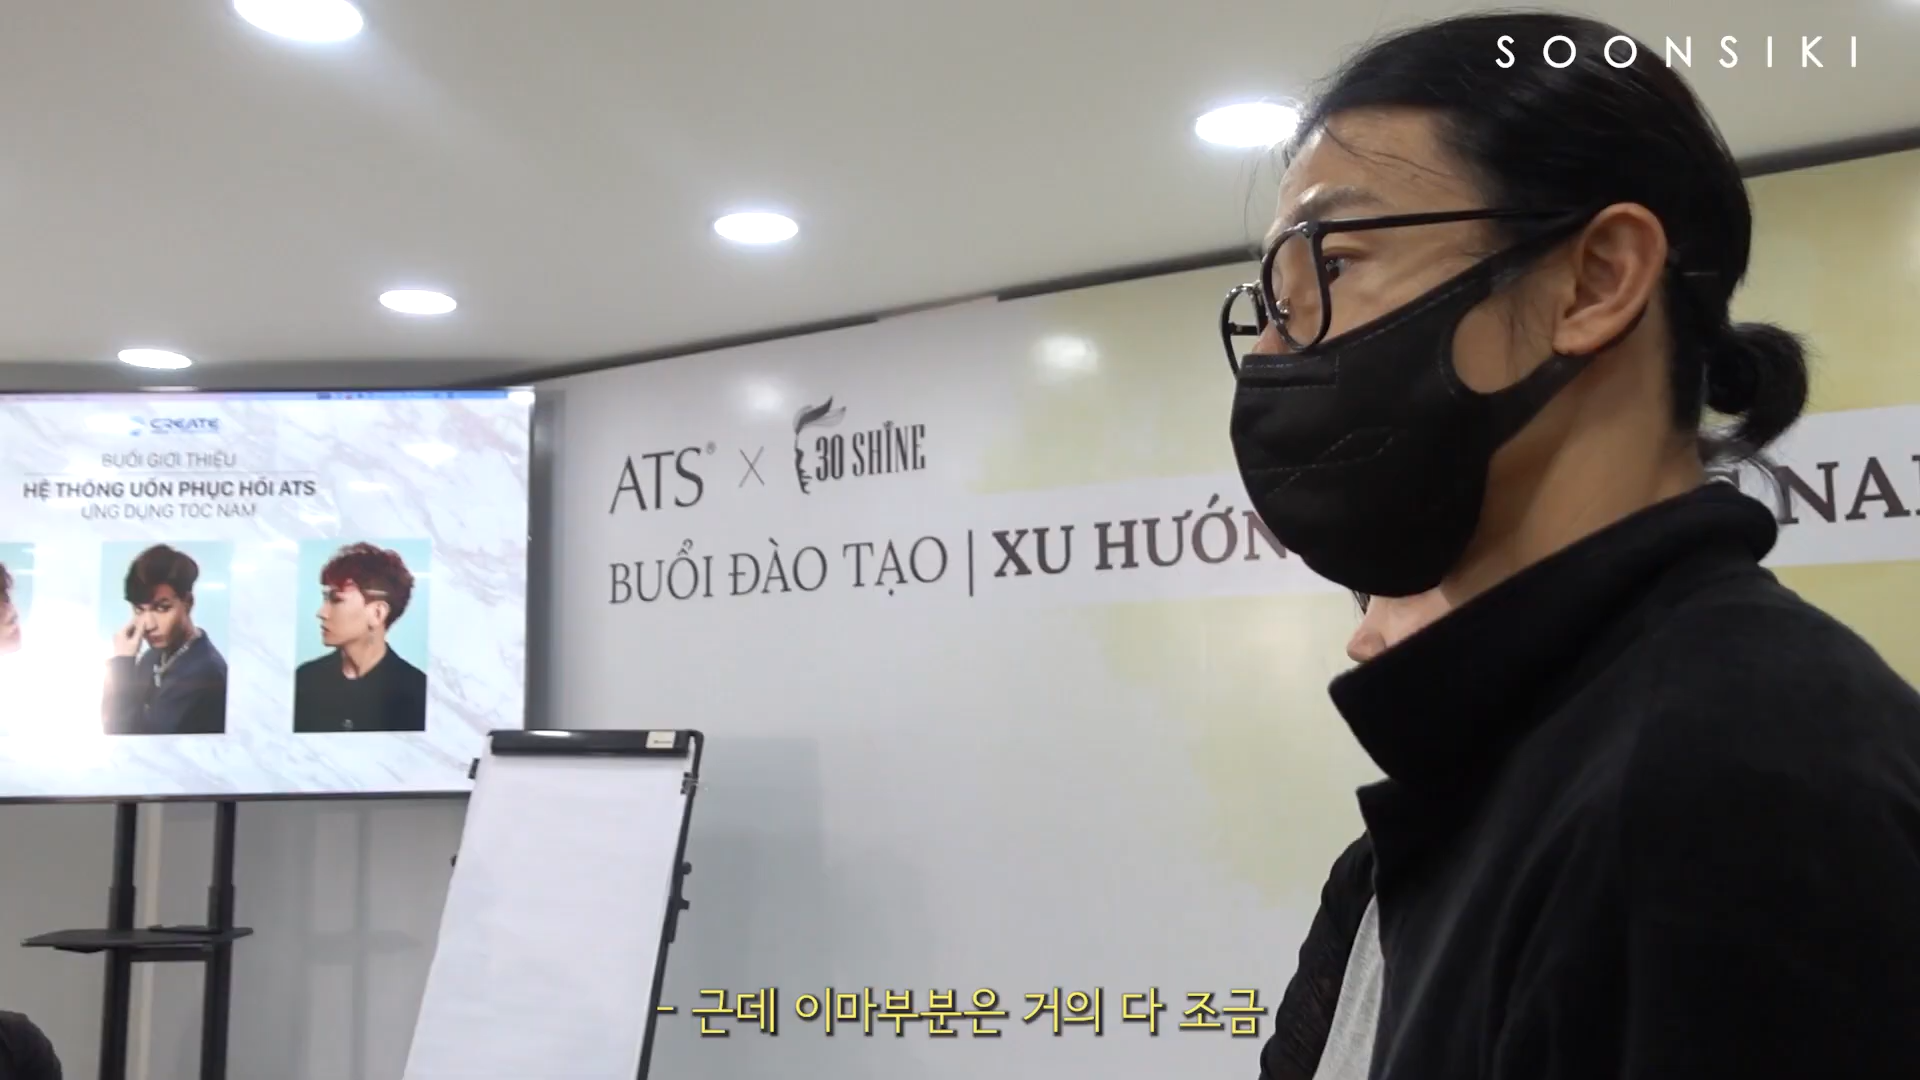 SOONSIKI
CREATE
BUỔI GIỚI THIỆU
HỆ THỐNG UỐN PHỤC HỒI ATS
ỨNG DỤNG TÓC NAM
ATS® X 30 SHINE
BUỔI ĐÀO TẠO | XU HƯỚN
NA
- 근데 이마부분은 거의 다 조금